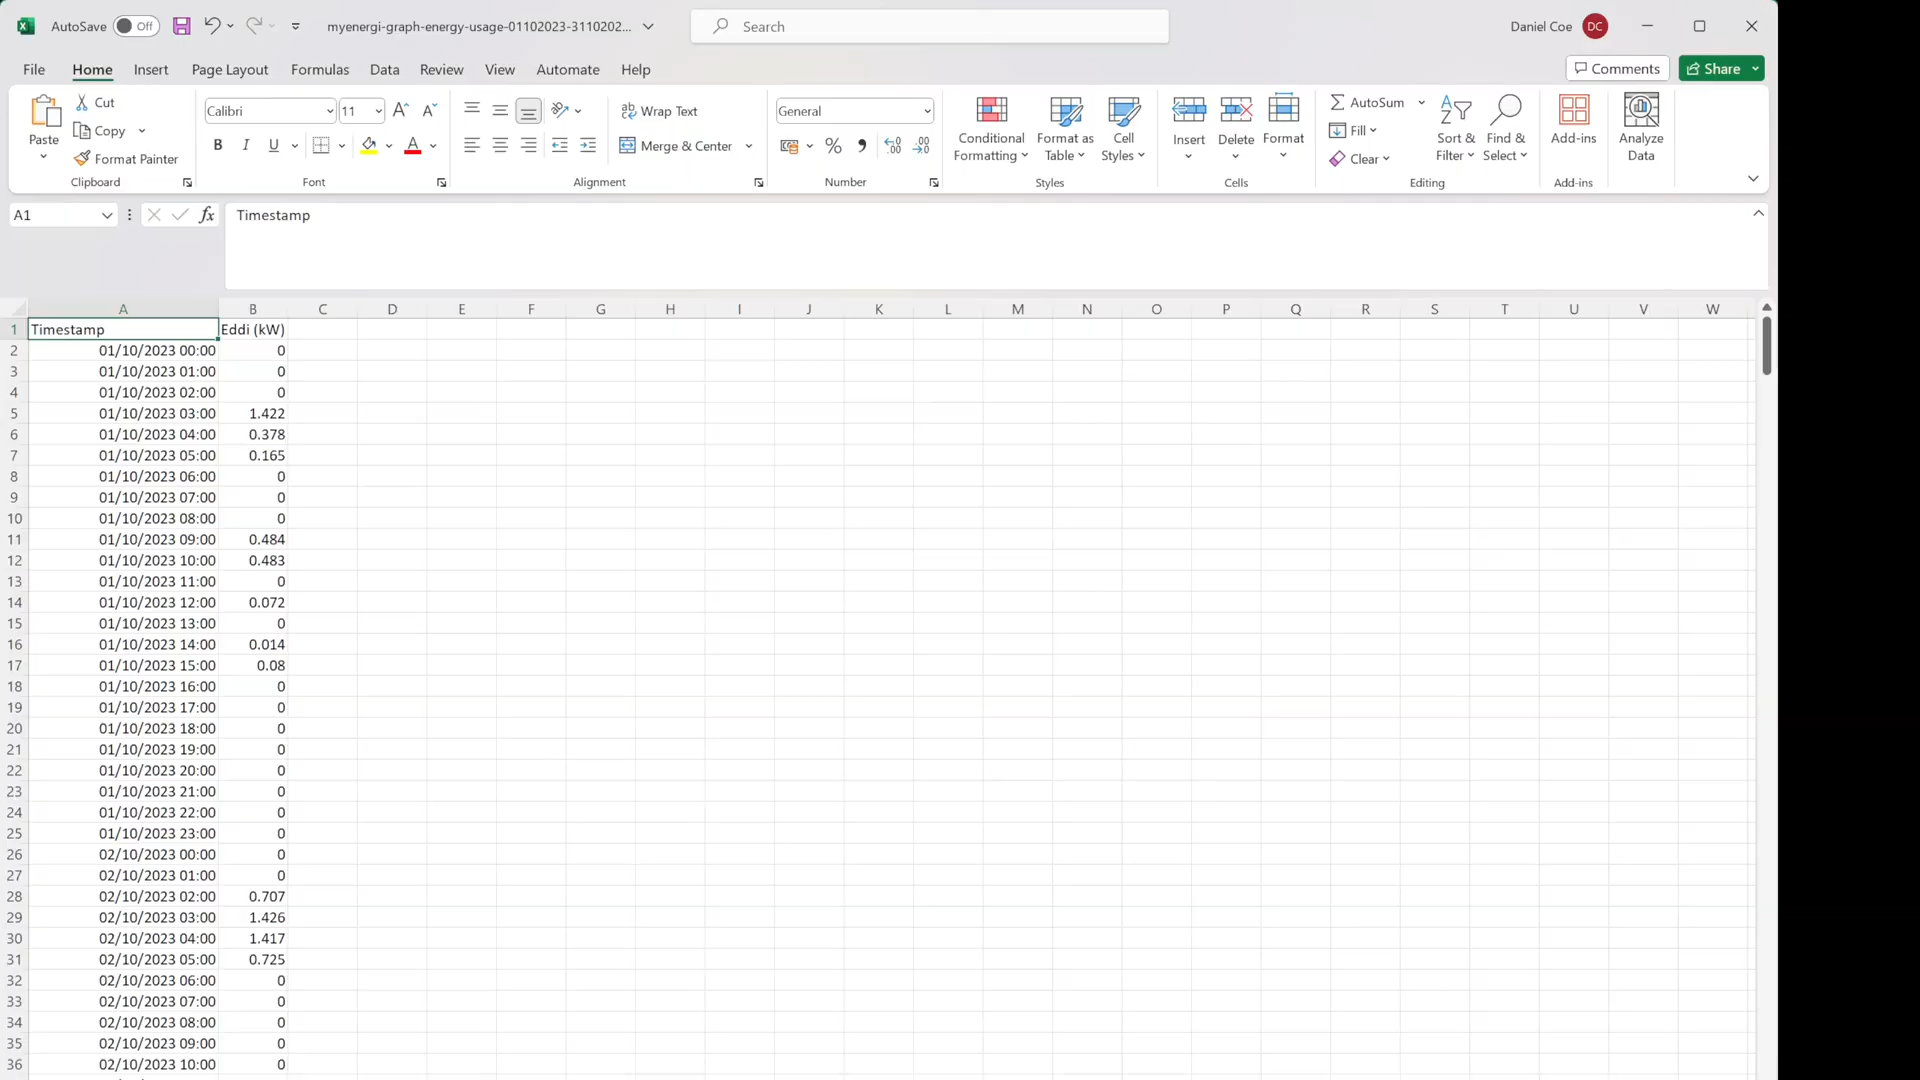 AutoSave Off myenergi-graph-energy-usage-01102023-3110202... Search Daniel Coe DC
File Home Insert Page Layout Formulas Data Review View Automate Help Comments Share
Paste Cut Copy Format Painter Clipboard
Calibri 11 B I U Font
Wrap Text Merge & Center Alignment
General % Number
Conditional Formatting Format as Table Cell Styles Styles
Insert Delete Format Cells
AutoSum Fill Clear Sort & Filter Find & Select Editing
Add-ins Add-ins
Analyze Data
A1 fx Timestamp
A B C D E F G H I J K L M N O P Q R S T U V W
1 Timestamp Eddi (kW)
2 01/10/2023 00:00 0
3 01/10/2023 01:00 0
4 01/10/2023 02:00 0
5 01/10/2023 03:00 1.422
6 01/10/2023 04:00 0.378
7 01/10/2023 05:00 0.165
8 01/10/2023 06:00 0
9 01/10/2023 07:00 0
10 01/10/2023 08:00 0
11 01/10/2023 09:00 0.484
12 01/10/2023 10:00 0.483
13 01/10/2023 11:00 0
14 01/10/2023 12:00 0.072
15 01/10/2023 13:00 0
16 01/10/2023 14:00 0.014
17 01/10/2023 15:00 0.08
18 01/10/2023 16:00 0
19 01/10/2023 17:00 0
20 01/10/2023 18:00 0
21 01/10/2023 19:00 0
22 01/10/2023 20:00 0
23 01/10/2023 21:00 0
24 01/10/2023 22:00 0
25 01/10/2023 23:00 0
26 02/10/2023 00:00 0
27 02/10/2023 01:00 0
28 02/10/2023 02:00 0.707
29 02/10/2023 03:00 1.426
30 02/10/2023 04:00 1.417
31 02/10/2023 05:00 0.725
32 02/10/2023 06:00 0
33 02/10/2023 07:00 0
34 02/10/2023 08:00 0
35 02/10/2023 09:00 0
36 02/10/2023 10:00 0